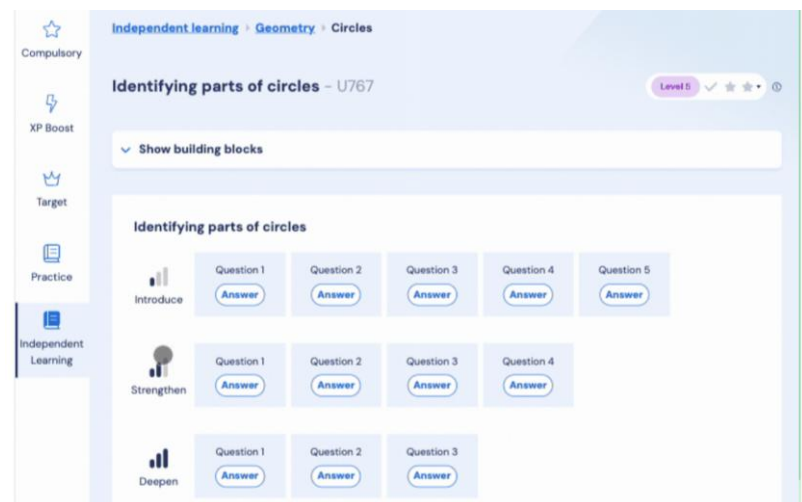 Compulsory
XP Boost
Target
Practice
Independent
Learning
Independent learning › Geometry › Circles
Identifying parts of circles – U767
Level 5
Show building blocks
Identifying parts of circles
Introduce
Question 1 Question 2 Question 3 Question 4 Question 5
Answer Answer Answer Answer Answer
Strengthen
Question 1 Question 2 Question 3 Question 4
Answer Answer Answer Answer
Deepen
Question 1 Question 2 Question 3
Answer Answer Answer